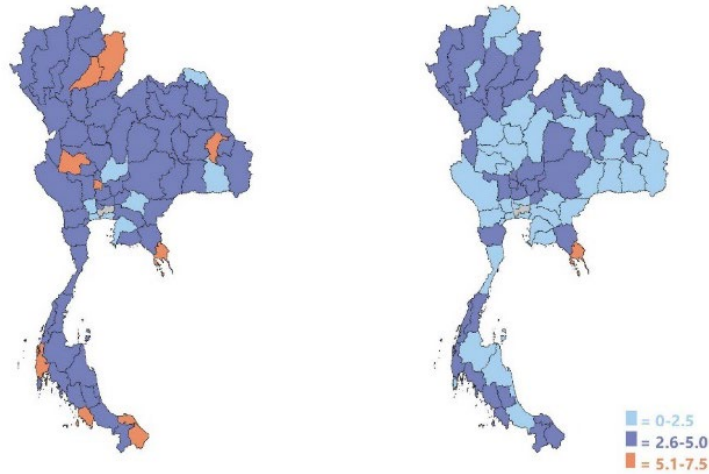 = 0-2.5
= 2.6-5.0
= 5.1-7.5